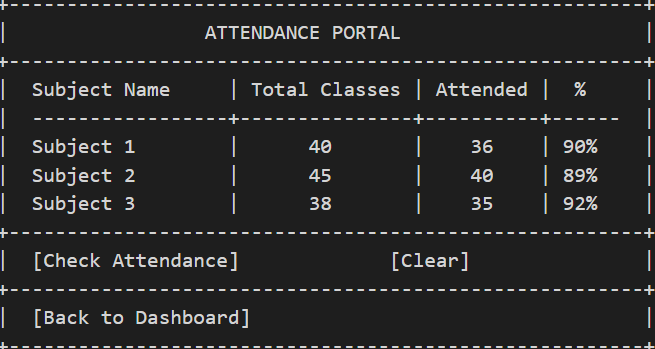 ATTENDANCE PORTAL
Subject Name | Total Classes | Attended | %
Subject 1 | 40 | 36 | 90%
Subject 2 | 45 | 40 | 89%
Subject 3 | 38 | 35 | 92%
[Check Attendance] [Clear]
[Back to Dashboard]